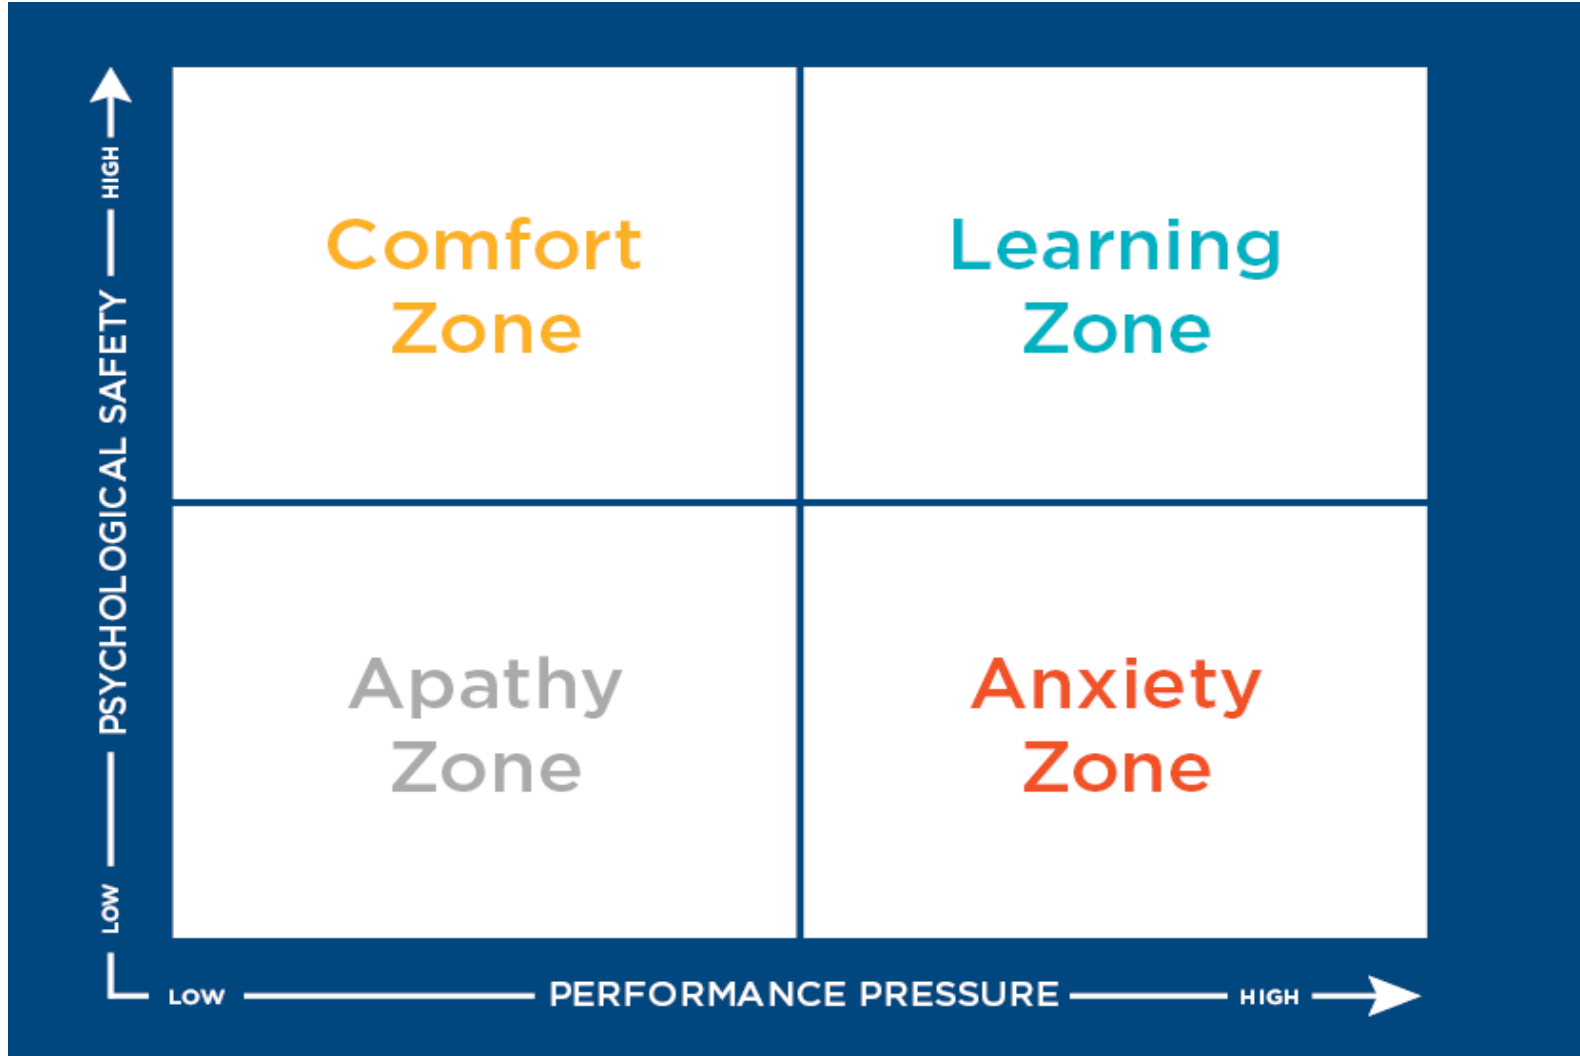 Comfort
Zone
Learning
Zone
Apathy
Zone
Anxiety
Zone
HIGH
PSYCHOLOGICAL SAFETY
LOW
LOW
PERFORMANCE PRESSURE
HIGH